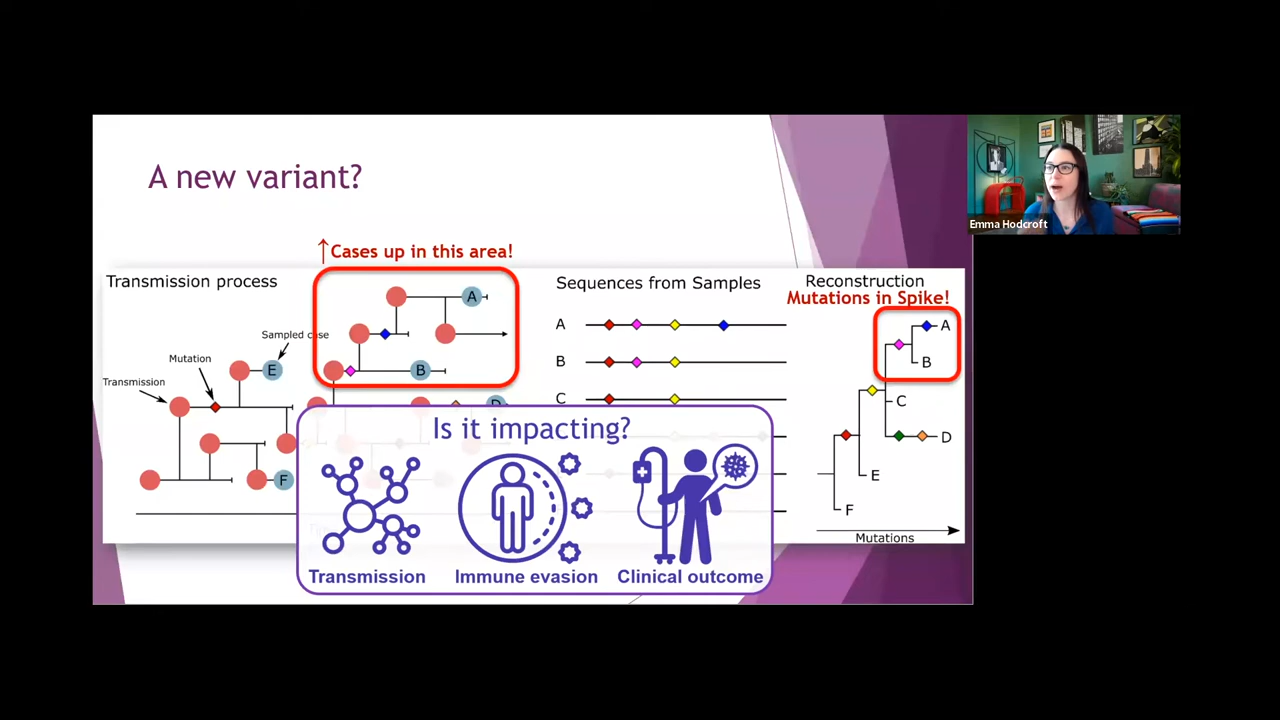 A new variant?
↑Cases up in this area!
Transmission process
Sampled case
Mutation
Transmission
A
B
E
F
D
Sequences from Samples
A
B
C
Reconstruction
Mutations in Spike!
A
B
C
D
E
F
Mutations
Is it impacting?
Transmission
Immune evasion
Clinical outcome
Emma Hodcroft